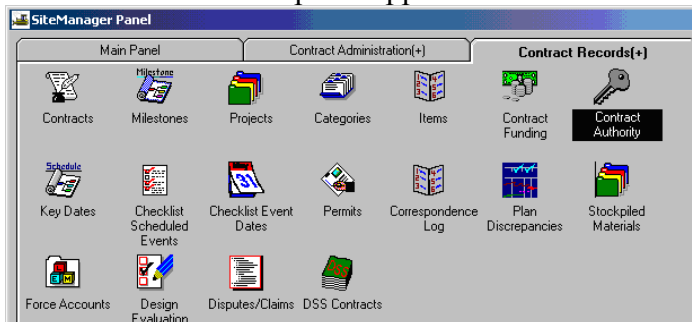 SiteManager Panel
Main Panel Contract Administration(+) Contract Records(+)
Milestone
Contracts Milestones Projects Categories Items Contract Funding Contract Authority
Schedule
31
Key Dates Checklist Scheduled Events Checklist Event Dates Permits Correspondence Log Plan Discrepancies Stockpiled Materials
Force Accounts Design Evaluation Disputes/Claims DSS Contracts